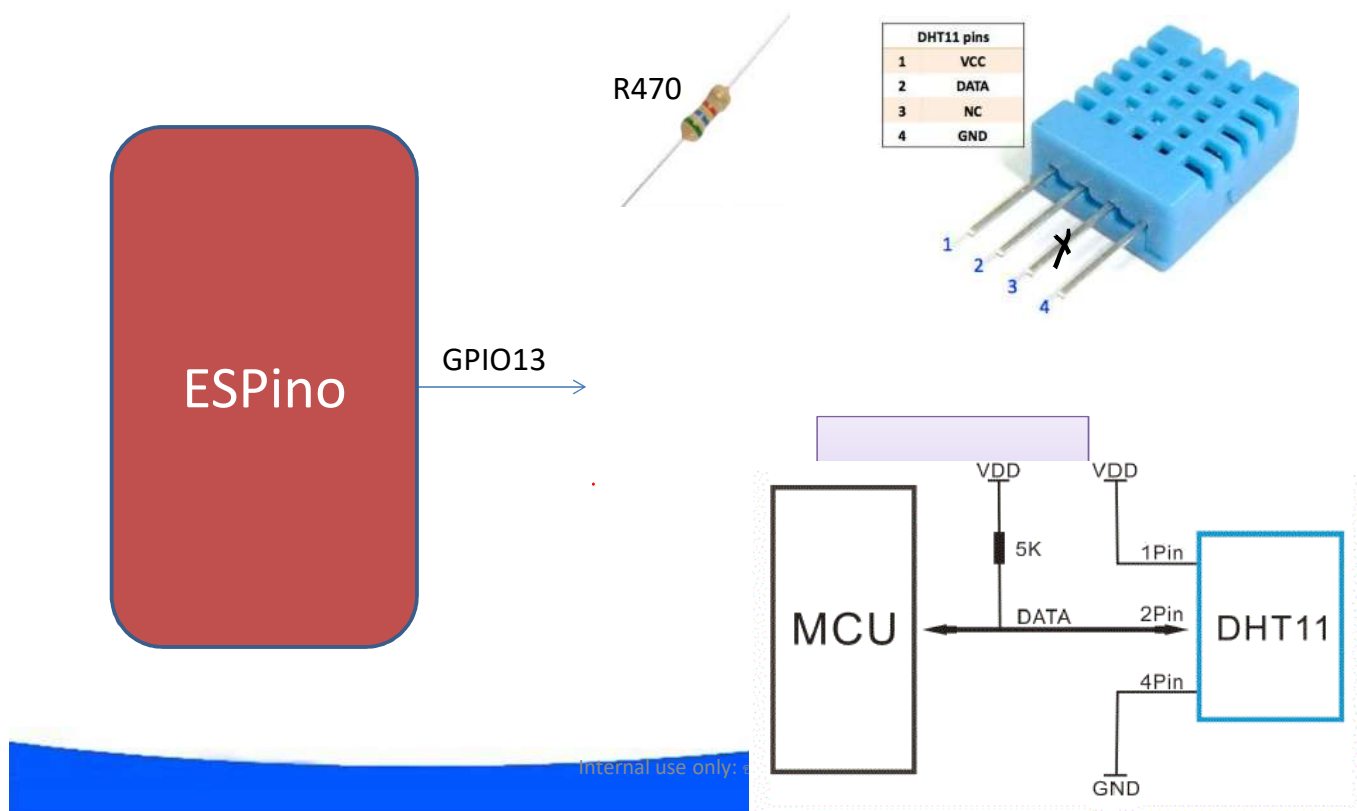 R470
DHT11 pins
1 VCC
2 DATA
3 NC
4 GND
1
2
3
4
ESPino
GPIO13
VDD VDD
5K
1Pin
MCU
DATA
2Pin
DHT11
4Pin
GND
Internal use only: